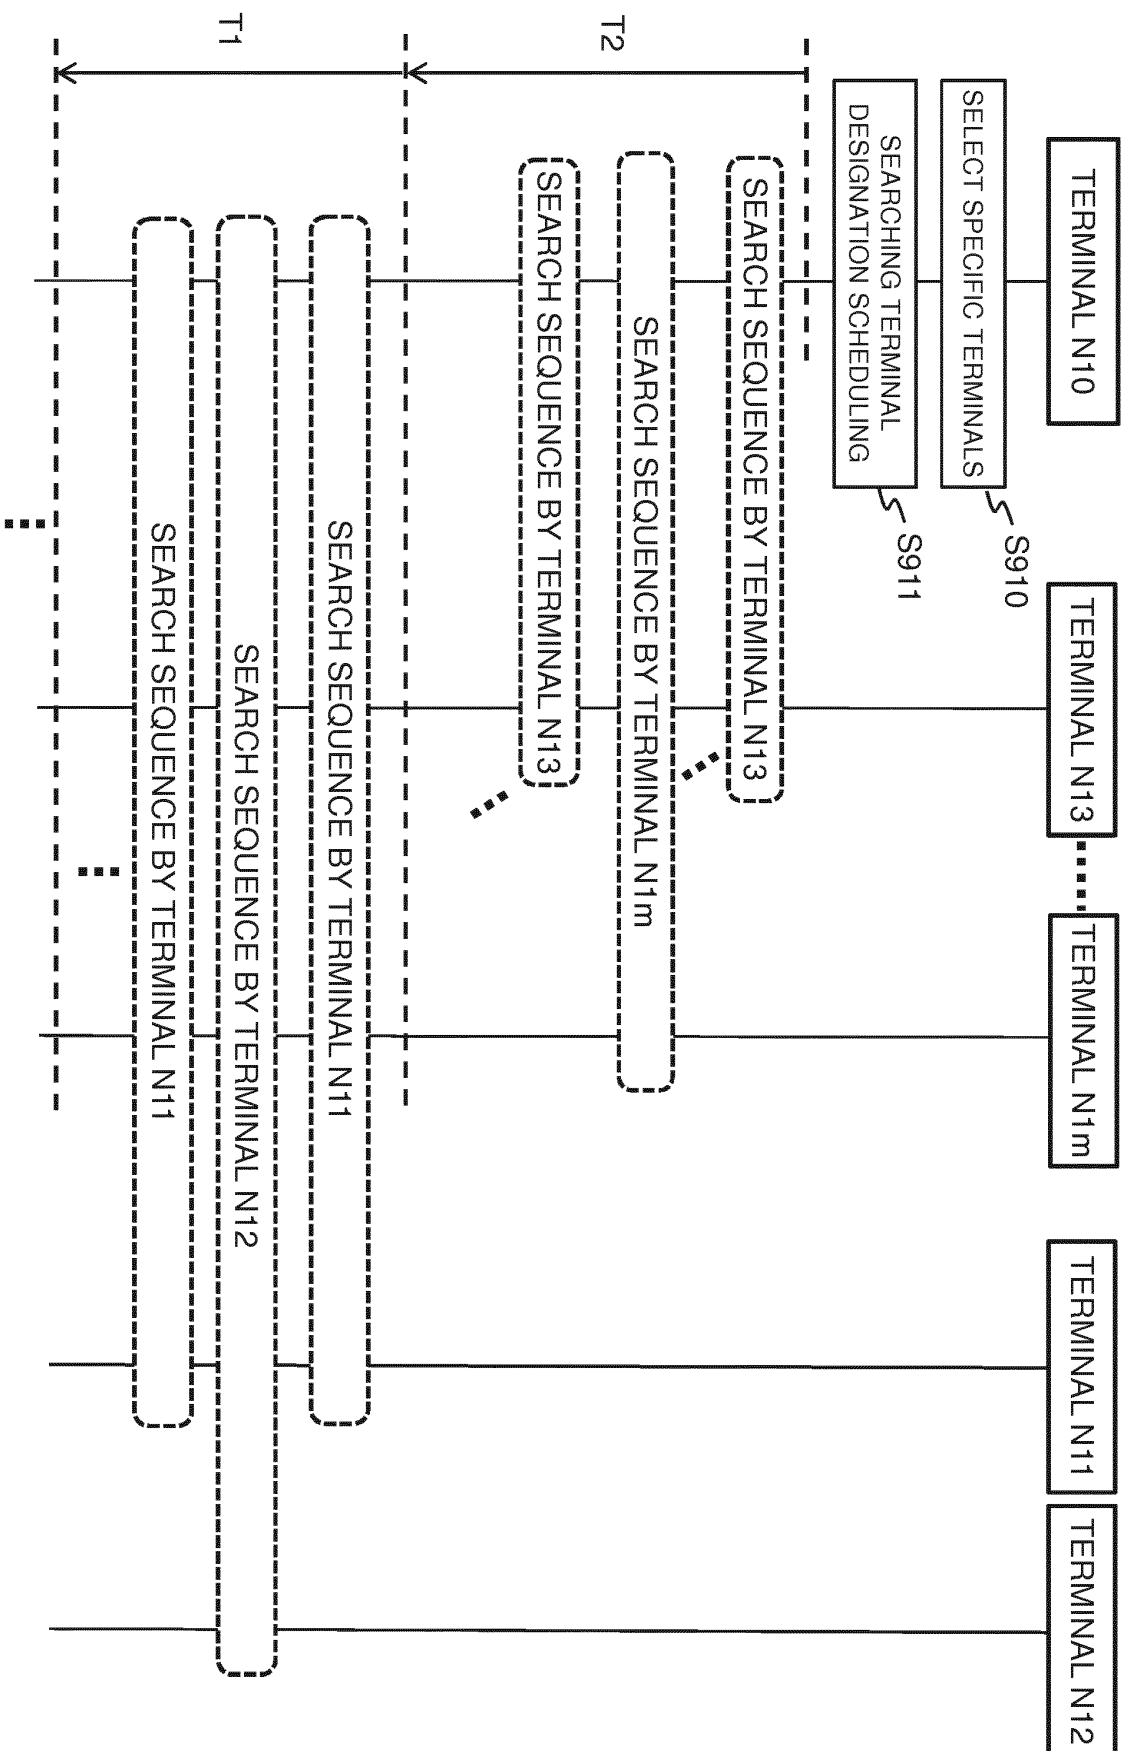 TERMINAL N10
TERMINAL N13
TERMINAL N1m
TERMINAL N11
TERMINAL N12
SELECT SPECIFIC TERMINALS
S910
SEARCHING TERMINAL
DESIGNATION SCHEDULING
S911
T2
SEARCH SEQUENCE BY TERMINAL N13
SEARCH SEQUENCE BY TERMINAL N1m
SEARCH SEQUENCE BY TERMINAL N13
T1
SEARCH SEQUENCE BY TERMINAL N11
SEARCH SEQUENCE BY TERMINAL N12
SEARCH SEQUENCE BY TERMINAL N11